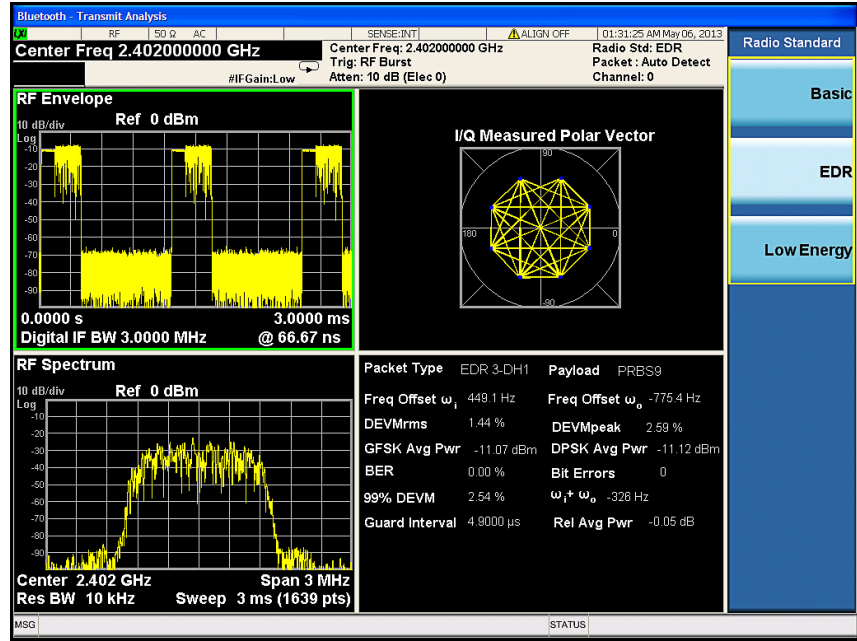 Bluetooth - Transmit Analysis
LXI RF 50 Ω AC SENSE:INT ALIGN OFF 01:31:25 AM May 06, 2013
Center Freq 2.402000000 GHz
Center Freq: 2.402000000 GHz
Radio Std: EDR
Trig: RF Burst
Packet : Auto Detect
#IFGain:Low
Atten: 10 dB (Elec 0)
Channel: 0
Radio Standard
Basic
EDR
Low Energy
RF Envelope
10 dB/div Ref 0 dBm
Log
-10
-20
-30
-40
-50
-60
-70
-80
-90
0.0000 s 3.0000 ms
Digital IF BW 3.0000 MHz @ 66.67 ns
I/Q Measured Polar Vector
90
180 0
-90
RF Spectrum
10 dB/div Ref 0 dBm
Log
-10
-20
-30
-40
-50
-60
-70
-80
-90
Center 2.402 GHz Span 3 MHz
Res BW 10 kHz Sweep 3 ms (1639 pts)
Packet Type EDR 3-DH1 Payload PRBS9
Freq Offset ωi 449.1 Hz Freq Offset ωo -775.4 Hz
DEVMrms 1.44 % DEVMpeak 2.59 %
GFSK Avg Pwr -11.07 dBm DPSK Avg Pwr -11.12 dBm
BER 0.00 % Bit Errors 0
99% DEVM 2.54 % ωi+ ωo -326 Hz
Guard Interval 4.9000 µs Rel Avg Pwr -0.05 dB
MSG STATUS